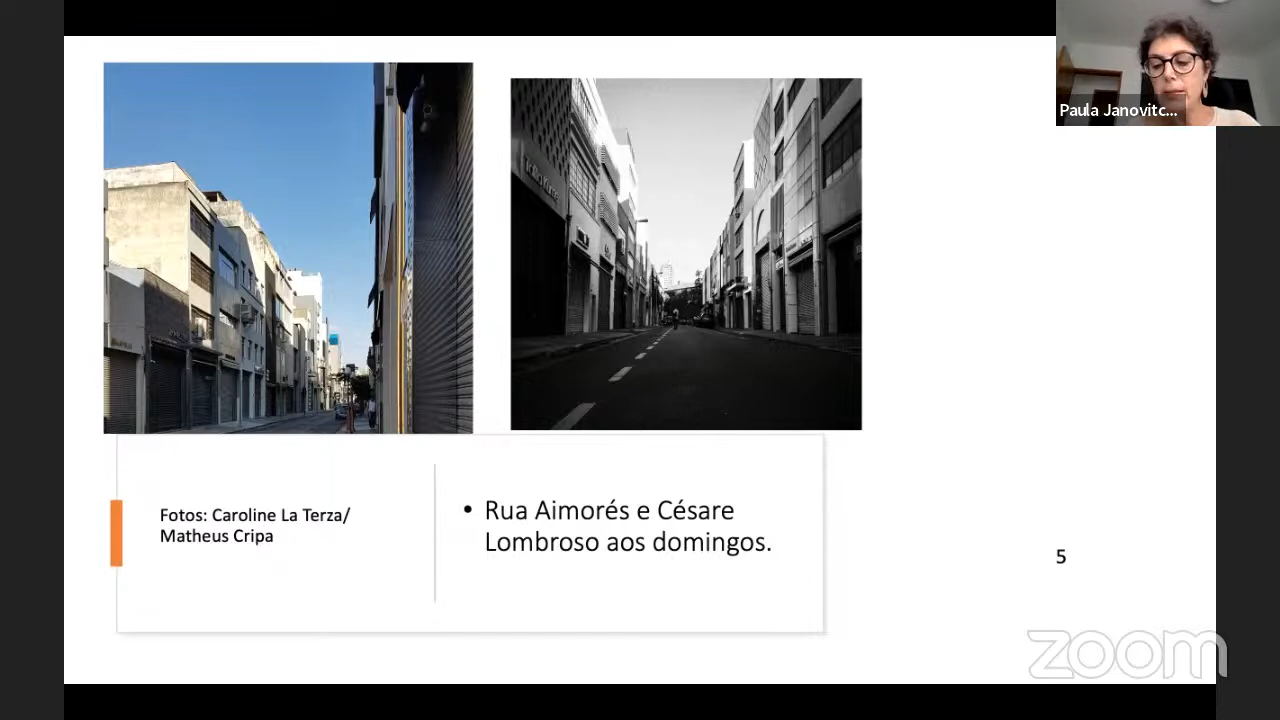 Paula Janovitc...
Fotos: Caroline La Terza/
Matheus Cripa
• Rua Aimorés e Césare
Lombroso aos domingos.
5
zoom